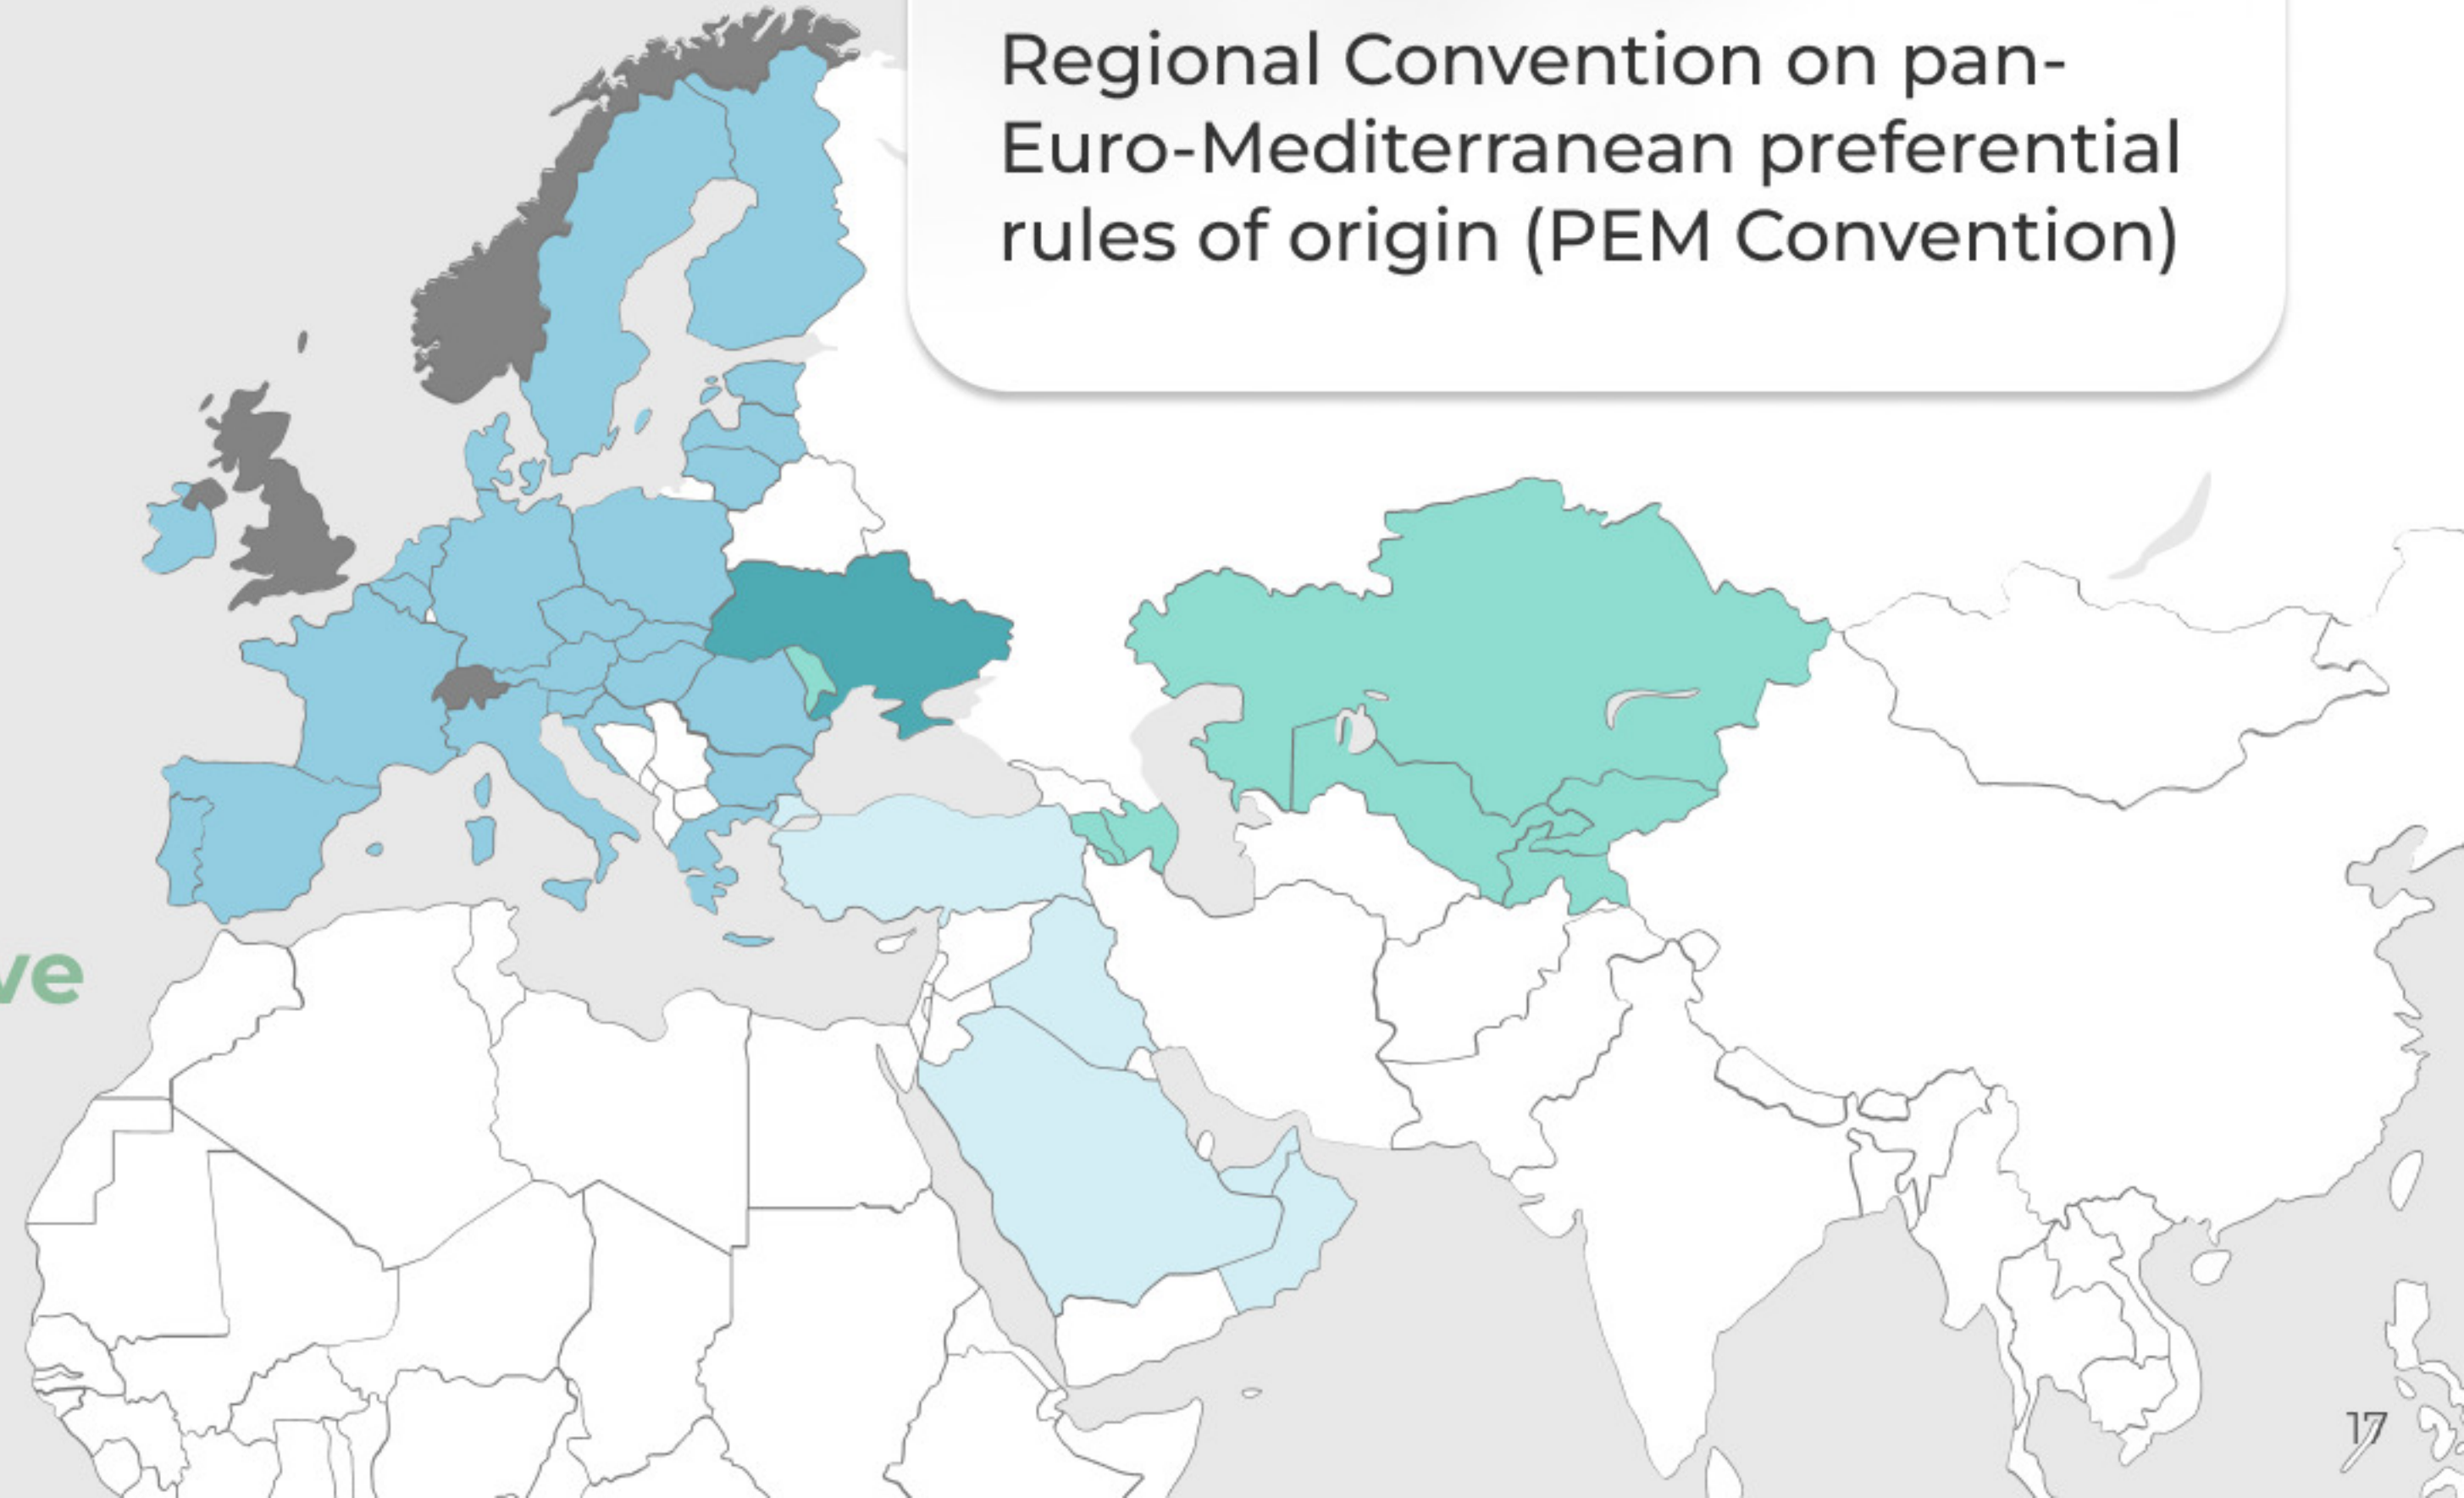 Regional Convention on pan-
Euro-Mediterranean preferential
rules of origin (PEM Convention)
ve
17